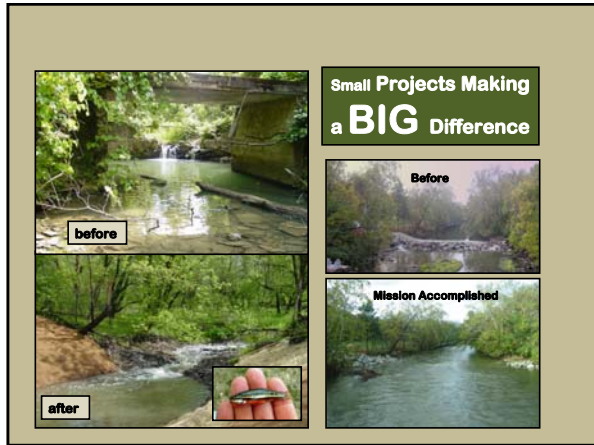 Small Projects Making
a BIG Difference
before
after
Before
Mission Accomplished